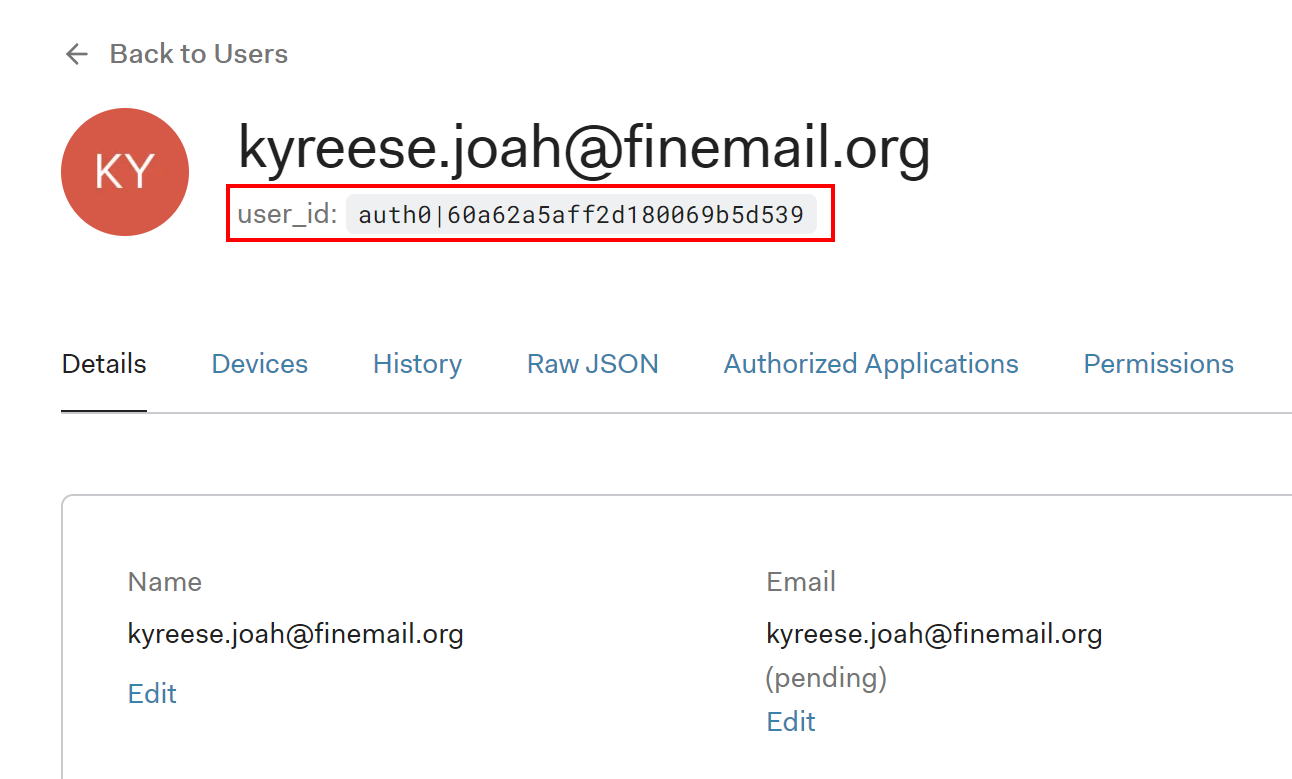 ← Back to Users
KY
kyreese.joah@finemail.org
user_id: auth0|60a62a5aff2d180069b5d539
Details Devices History Raw JSON Authorized Applications Permissions
Name Email
kyreese.joah@finemail.org kyreese.joah@finemail.org
(pending)
Edit Edit